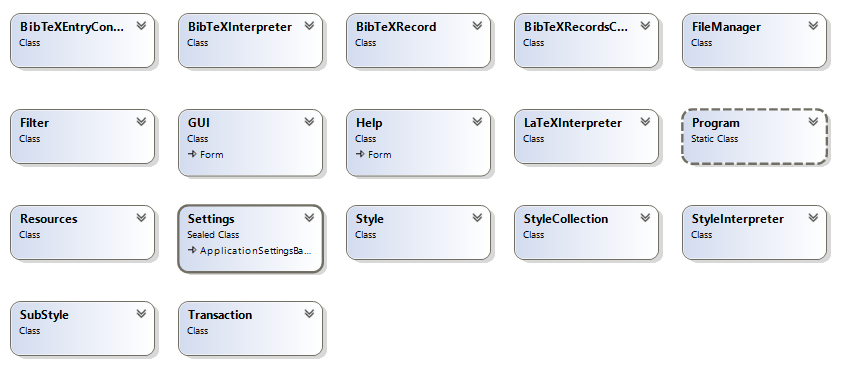 BibTeXEntryCon...
Class
BibTeXInterpreter
Class
BibTeXRecord
Class
BibTeXRecordsC...
Class
FileManager
Class
Filter
Class
GUI
Class
Form
Help
Class
Form
LaTeXInterpreter
Class
Program
Static Class
Resources
Class
Settings
Sealed Class
ApplicationSettingsBa...
Style
Class
StyleCollection
Class
StyleInterpreter
Class
SubStyle
Class
Transaction
Class